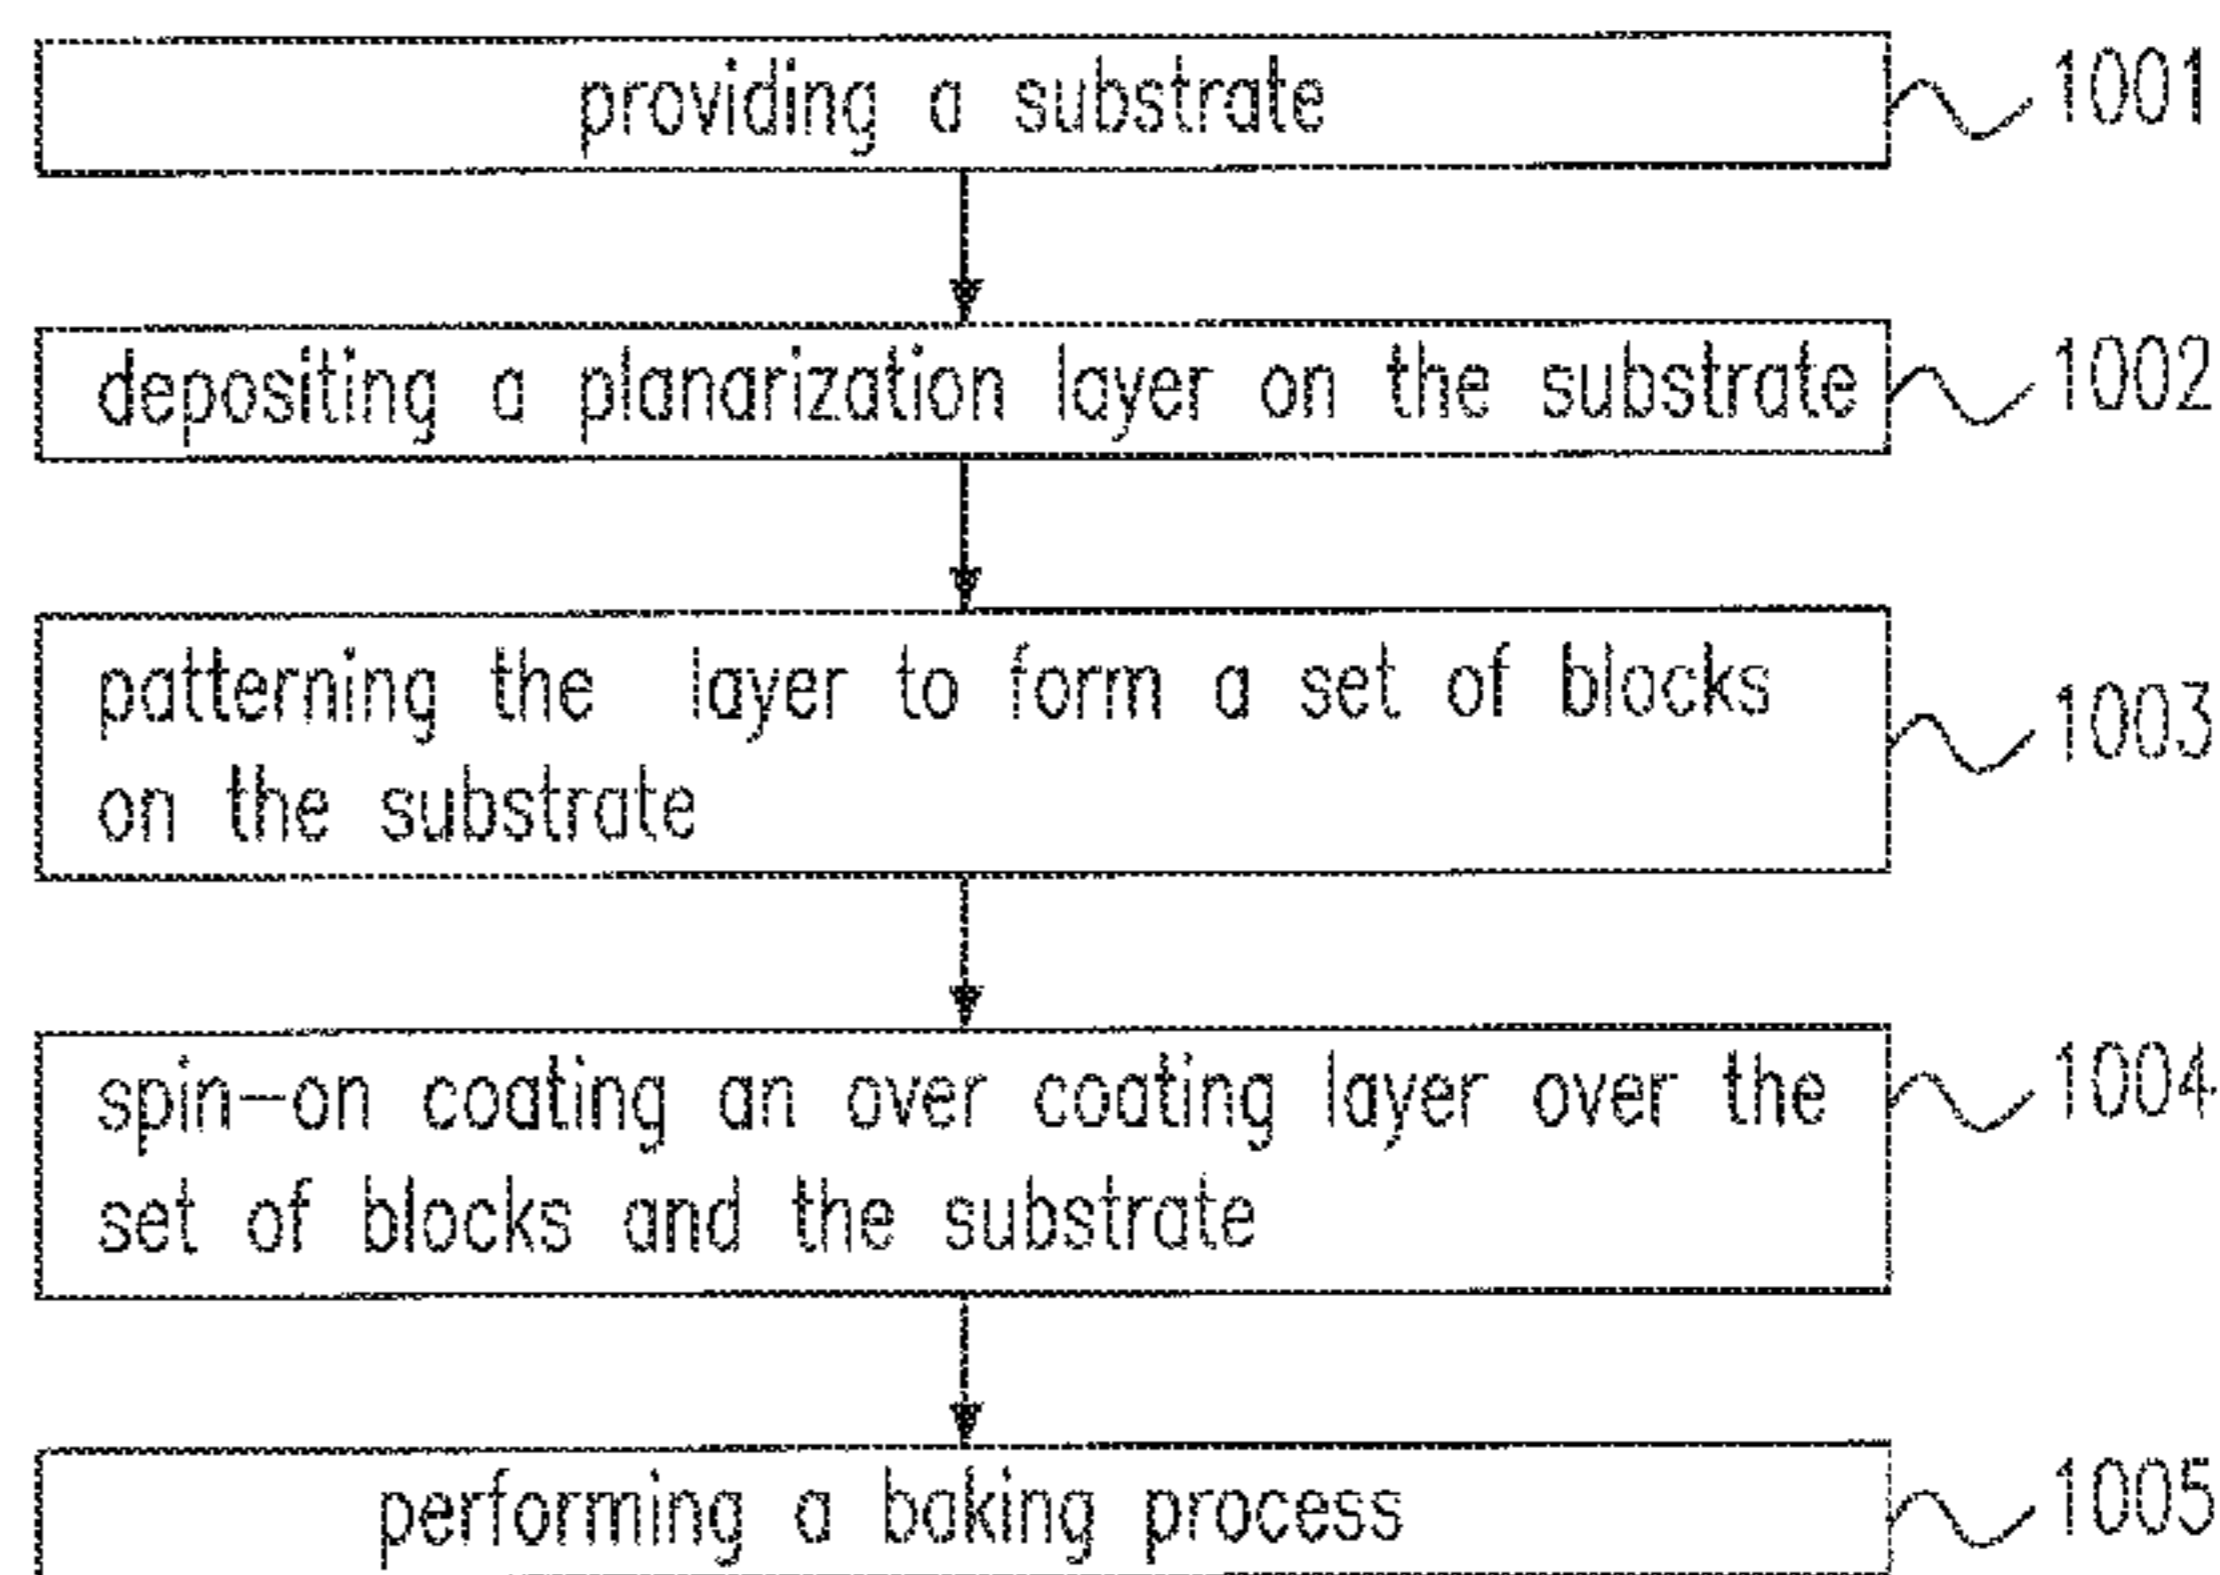 providing a substrate 1001
depositing a planarization layer on the substrate 1002
patterning the layer to form a set of blocks
on the substrate
1003
spin-on coating an over coating layer over the
set of blocks and the substrate
1004
performing a baking process 1005